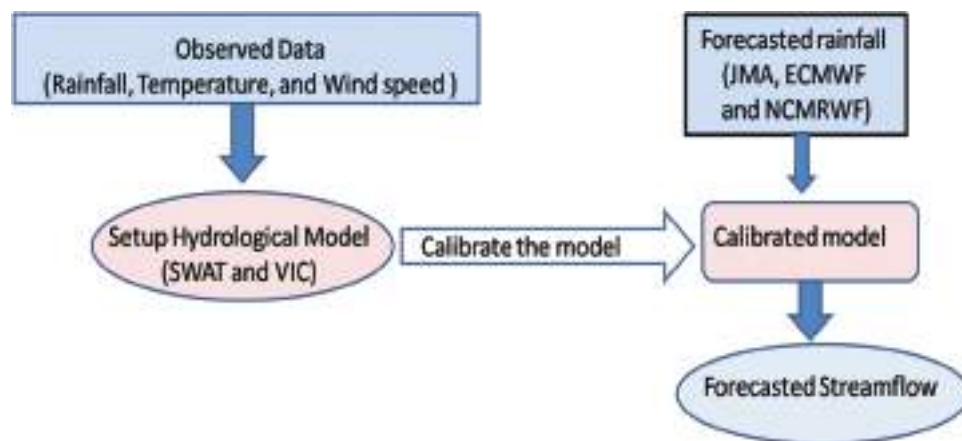 Observed Data
(Rainfall, Temperature, and Wind speed )
Forecasted rainfall
(JMA, ECMWF
and NCMRWF)
Setup Hydrological Model
(SWAT and VIC)
Calibrate the model
Calibrated model
Forecasted Streamflow